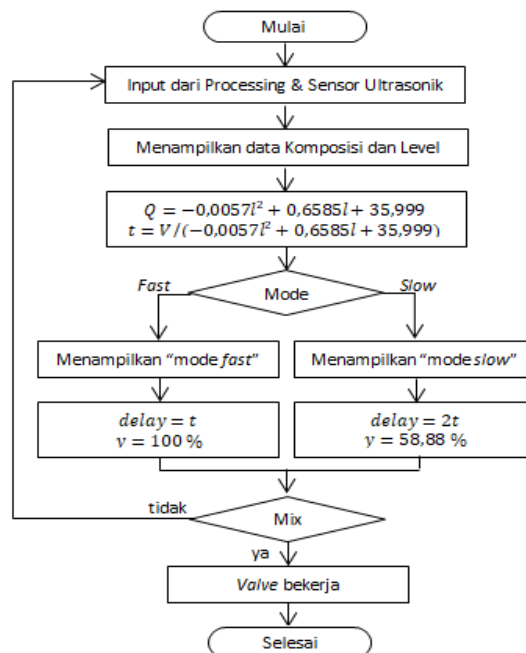 Mulai
Input dari Processing & Sensor Ultrasonik
Menampilkan data Komposisi dan Level
Q = −0,0057l² + 0,6585l + 35,999
t = V/(−0,0057l² + 0,6585l + 35,999)
Fast
Mode
Slow
Menampilkan “mode fast”
Menampilkan “mode slow”
delay = t
v = 100 %
delay = 2t
y = 58,88 %
tidak
Mix
ya
Valve bekerja
Selesai